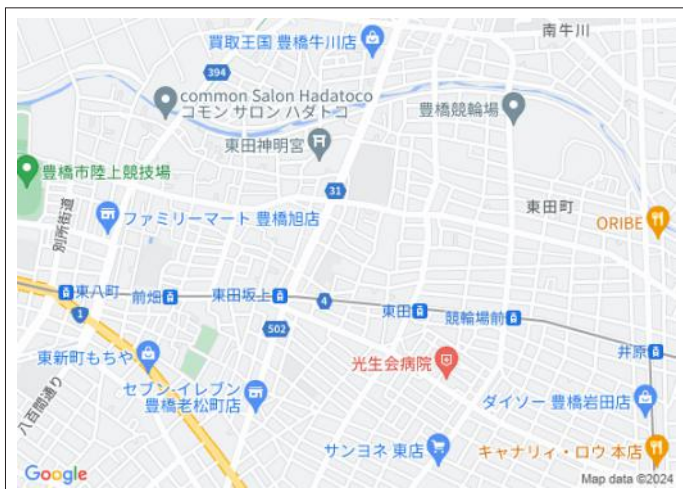 南牛川
買取王国 豊橋牛川店
394
common Salon Hadatoco
コモン サロン ハダトコ
豊橋競輪場
東田神明宮
豊橋市陸上競技場
31
東田町
別所街道
ファミリーマート 豊橋旭店
ORIBE
東八町
前畑
東田坂上
4
東田
競輪場前
1
502
井原
東新町もちや
光生会病院
セブン-イレブン
豊橋老松町店
ダイソー 豊橋岩田店
八百間通り
サンヨネ 東店
キャナリィ・ロウ 本店
Google
Map data ©2024